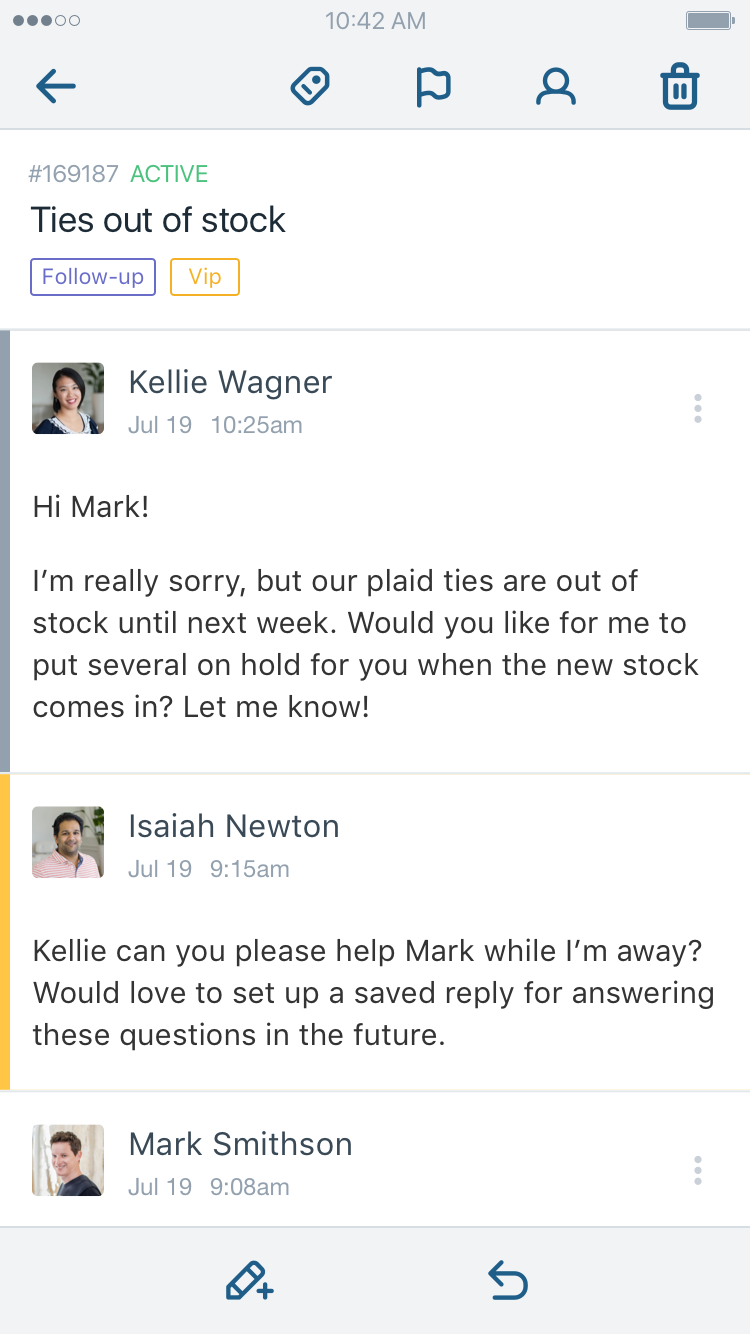 10:42 AM
#169187 ACTIVE
Ties out of stock
Follow-up Vip
Kellie Wagner
Jul 19 10:25am
Hi Mark!
I’m really sorry, but our plaid ties are out of
stock until next week. Would you like for me to
put several on hold for you when the new stock
comes in? Let me know!
Isaiah Newton
Jul 19 9:15am
Kellie can you please help Mark while I’m away?
Would love to set up a saved reply for answering
these questions in the future.
Mark Smithson
Jul 19 9:08am